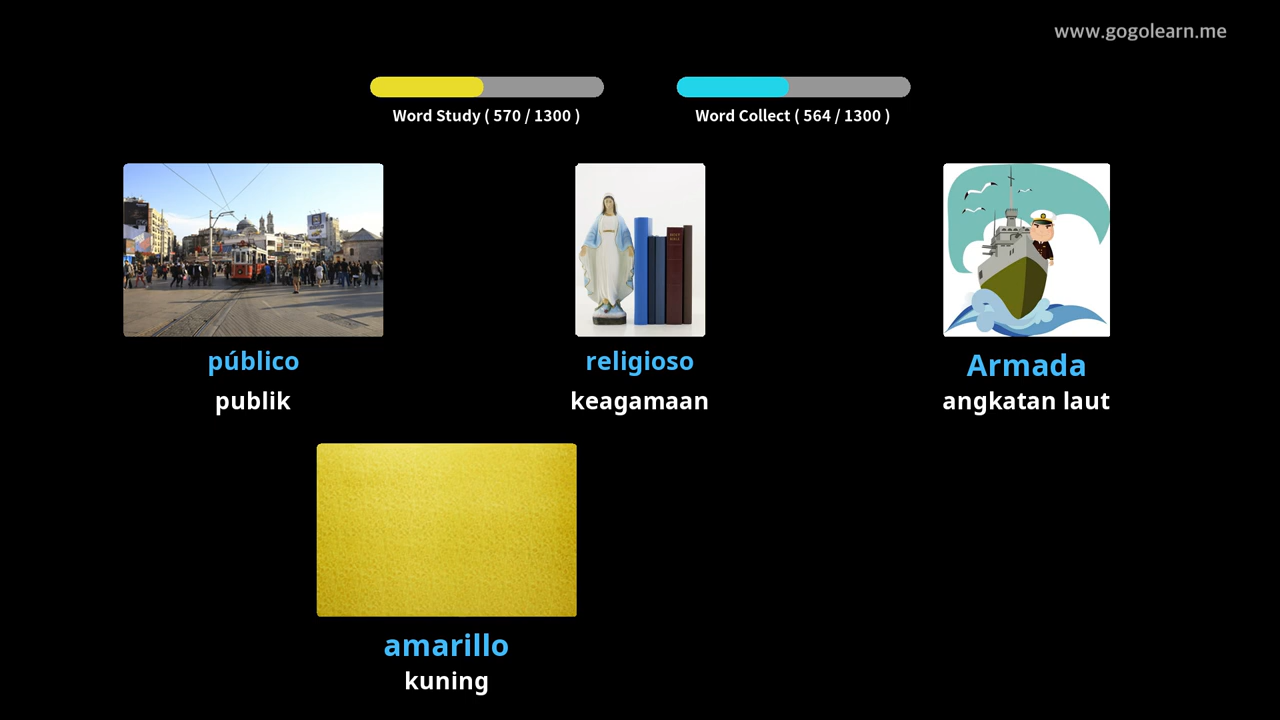 www.gogolearn.me
Word Study ( 570 / 1300 )
Word Collect ( 564 / 1300 )
público
publik
religioso
keagamaan
Armada
angkatan laut
amarillo
kuning